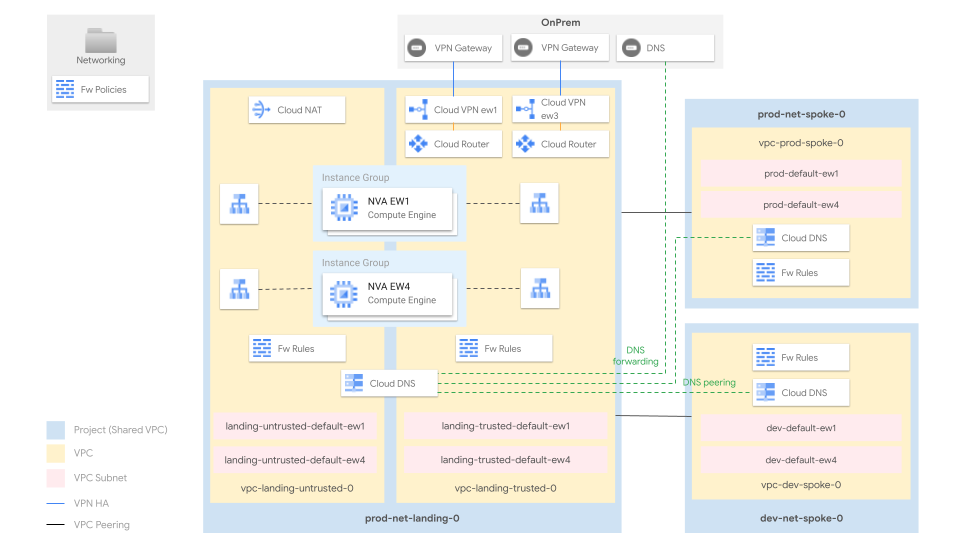 OnPrem
VPN Gateway
VPN Gateway
DNS
Networking
Fw Policies
Cloud NAT
Cloud VPN ew1
Cloud VPN
ew3
Cloud Router
Cloud Router
Instance Group
NVA EW1
Compute Engine
Instance Group
NVA EW4
Compute Engine
Fw Rules
Fw Rules
Cloud DNS
landing-untrusted-default-ew1
landing-trusted-default-ew1
landing-untrusted-default-ew4
landing-trusted-default-ew4
vpc-landing-untrusted-0
vpc-landing-trusted-0
prod-net-landing-0
DNS
forwarding
DNS peering
prod-net-spoke-0
vpc-prod-spoke-0
prod-default-ew1
prod-default-ew4
Cloud DNS
Fw Rules
Fw Rules
Cloud DNS
dev-default-ew1
dev-default-ew4
vpc-dev-spoke-0
dev-net-spoke-0
Project (Shared VPC)
VPC
VPC Subnet
VPN HA
VPC Peering